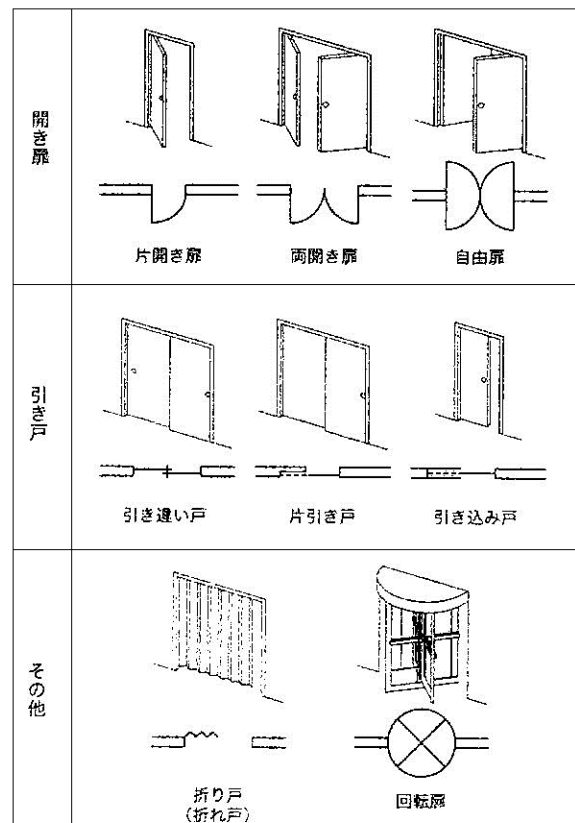 開き扉
片開き扉
両開き扉
自由扉
引き戸
引き違い戸
片引き戸
引き込み戸
その他
折り戸
(折れ戸)
回転扉